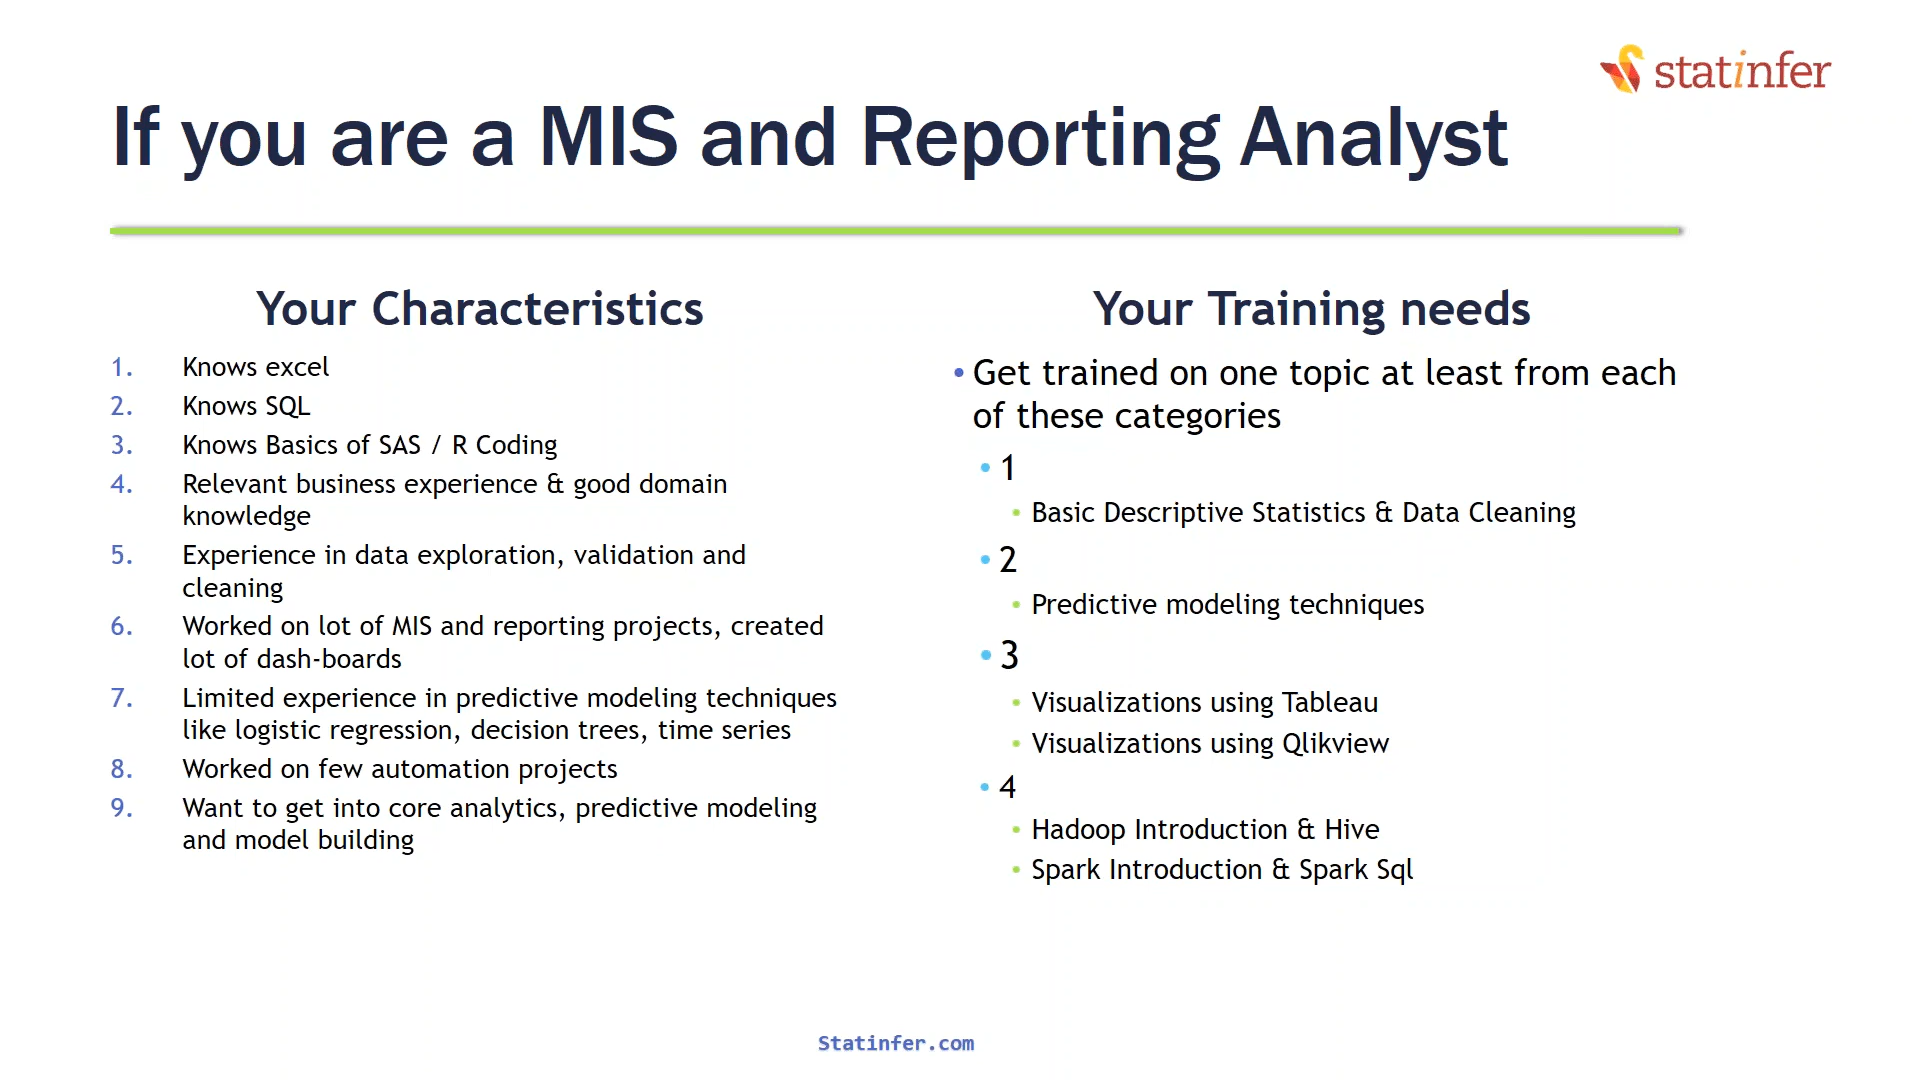 statinfer
If you are a MIS and Reporting Analyst
Your Characteristics
1. Knows excel
2. Knows SQL
3. Knows Basics of SAS / R Coding
4. Relevant business experience & good domain
knowledge
5. Experience in data exploration, validation and
cleaning
6. Worked on lot of MIS and reporting projects, created
lot of dash-boards
7. Limited experience in predictive modeling techniques
like logistic regression, decision trees, time series
8. Worked on few automation projects
9. Want to get into core analytics, predictive modeling
and model building
Your Training needs
• Get trained on one topic at least from each
of these categories
• 1
• Basic Descriptive Statistics & Data Cleaning
• 2
• Predictive modeling techniques
• 3
• Visualizations using Tableau
• Visualizations using Qlikview
• 4
• Hadoop Introduction & Hive
• Spark Introduction & Spark Sql
Statinfer.com